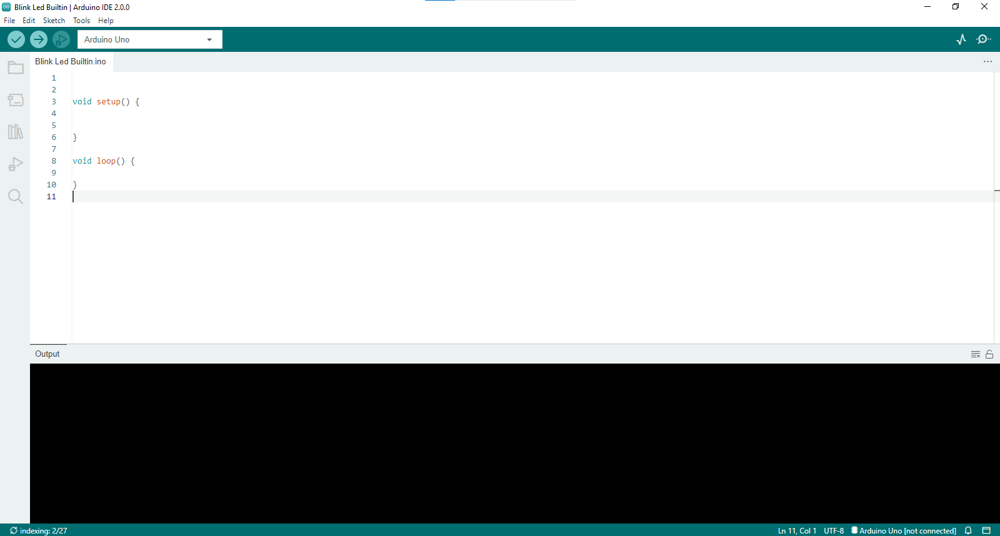 Blink Led Builtin | Arduino IDE 2.0.0
File Edit Sketch Tools Help
Arduino Uno
Blink Led Builtin.ino
1
2
3 void setup() {
4
5
6 }
7
8 void loop() {
9
10 }
11
Output
indexing: 2/27 Ln 11, Col 1 UTF-8 Arduino Uno [not connected]